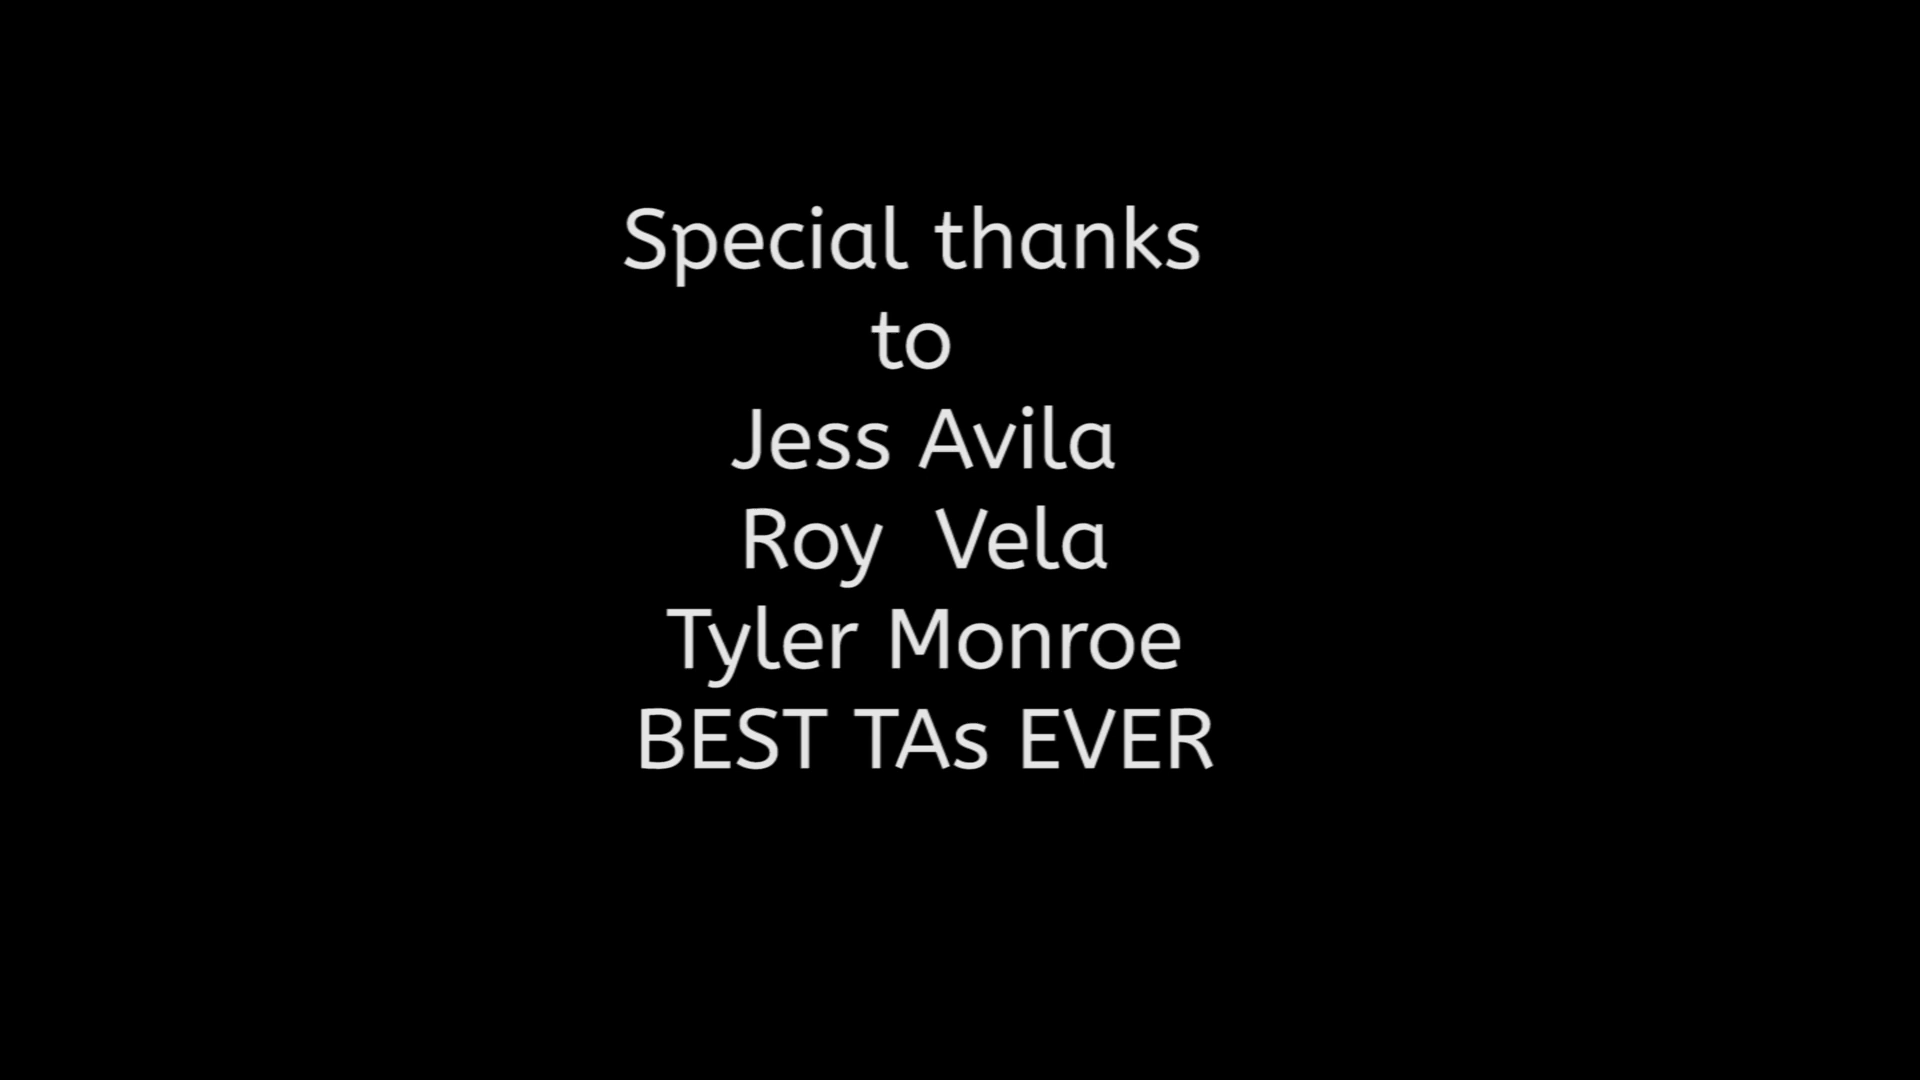 Special thanks
to
Jess Avila
Roy  Vela
Tyler Monroe
BEST TAs EVER